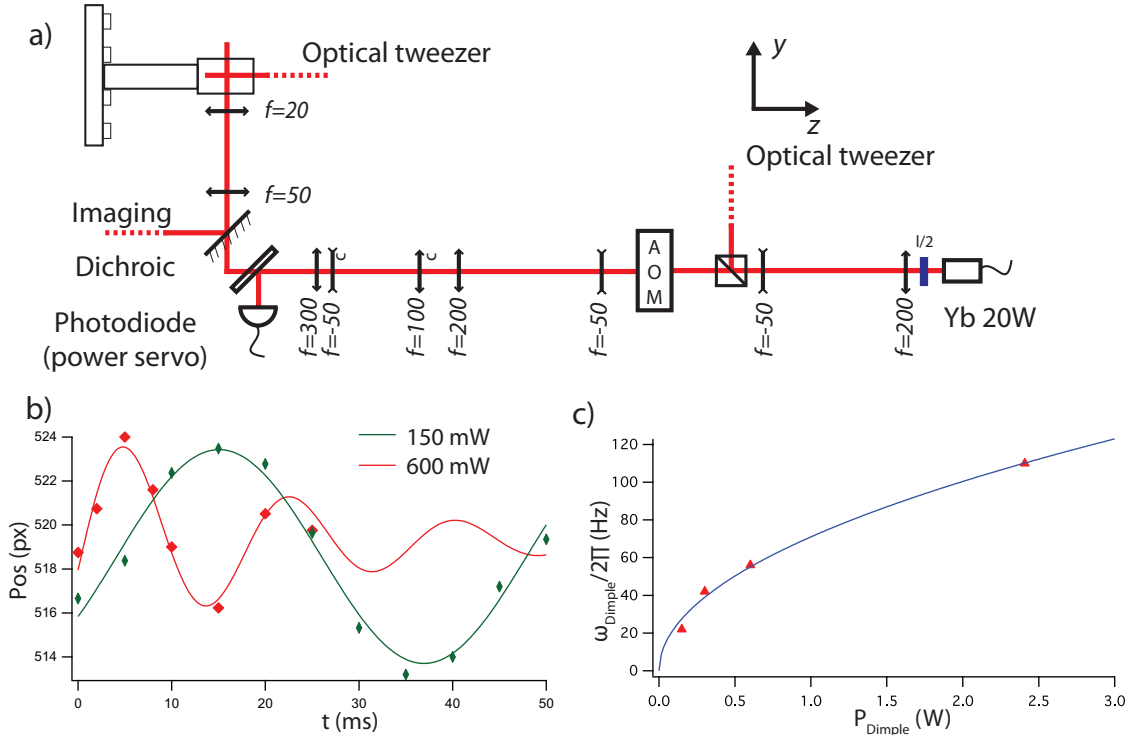 a)
Optical tweezer
f=20
f=50
Imaging
Dichroic
Photodiode
(power servo)
f=300
f=-50
c
f=100
c
f=200
f=-50
A
O
M
y
z
Optical tweezer
f=-50
f=200
l/2
Yb 20W
b)
150 mW
600 mW
524
522
520
518
516
514
Pos (px)
0
10
20
30
40
50
t (ms)
c)
120
100
80
60
40
20
0
ωDimple/2Π (Hz)
0.0
0.5
1.0
1.5
2.0
2.5
3.0
PDimple (W)